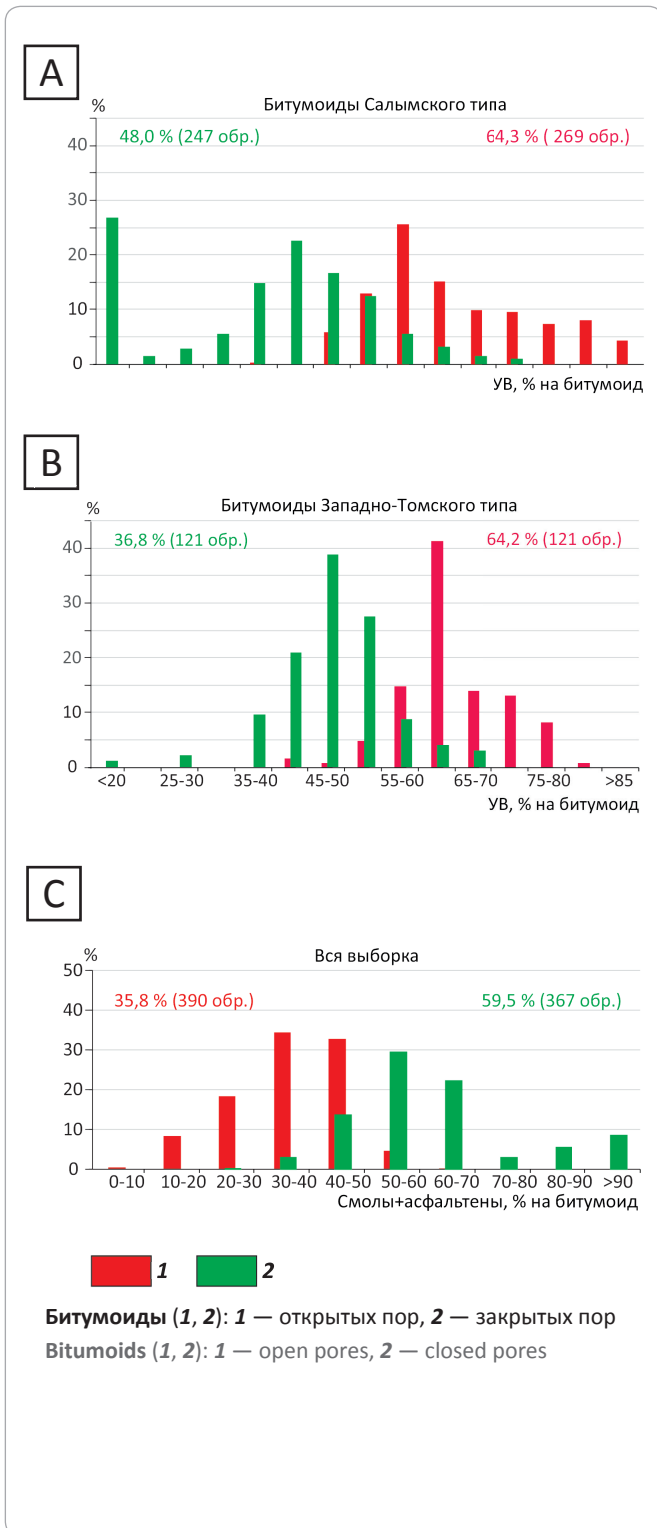 A
%
Битумоиды Салымского типа
48,0 % (247 обр.)
64,3 % ( 269 обр.)
40
30
20
10
0
УВ, % на битумоид
B
%
Битумоиды Западно-Томского типа
36,8 % (121 обр.)
64,2 % (121 обр.)
40
30
20
10
0
<20 25-30 35-40 45-50 55-60 65-70 75-80 >85
УВ, % на битумоид
C
%
Вся выборка
50
35,8 % (390 обр.)
59,5 % (367 обр.)
40
30
20
10
0
0-10 10-20 20-30 30-40 40-50 50-60 60-70 70-80 80-90 >90
Смолы+асфальтены, % на битумоид
1 2
Битумоиды (1, 2): 1 — открытых пор, 2 — закрытых пор
Bitumoids (1, 2): 1 — open pores, 2 — closed pores